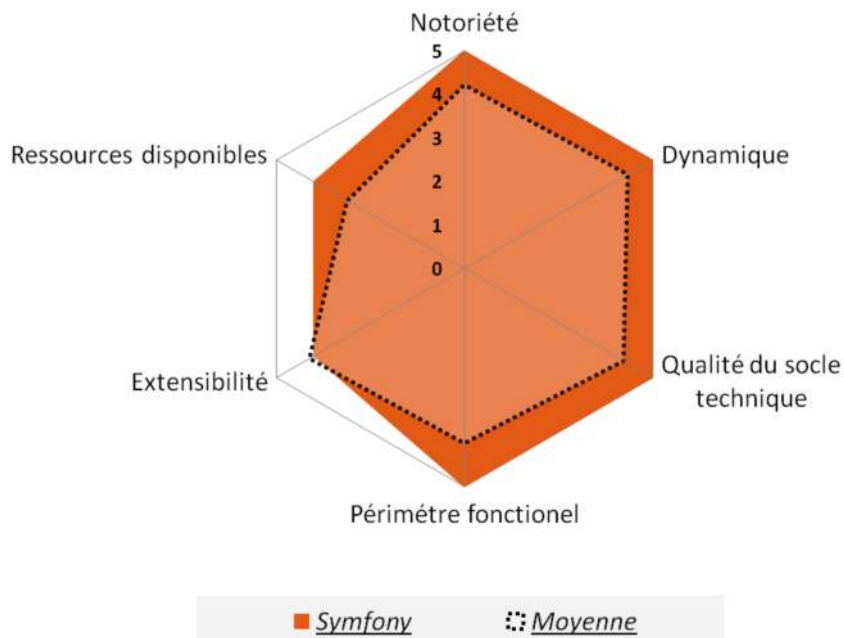 Notoriété
5
4
3
2
1
0
Ressources disponibles
Dynamique
Extensibilité
Qualité du socle
technique
Périmétre fonctionel
Symfony
Moyenne